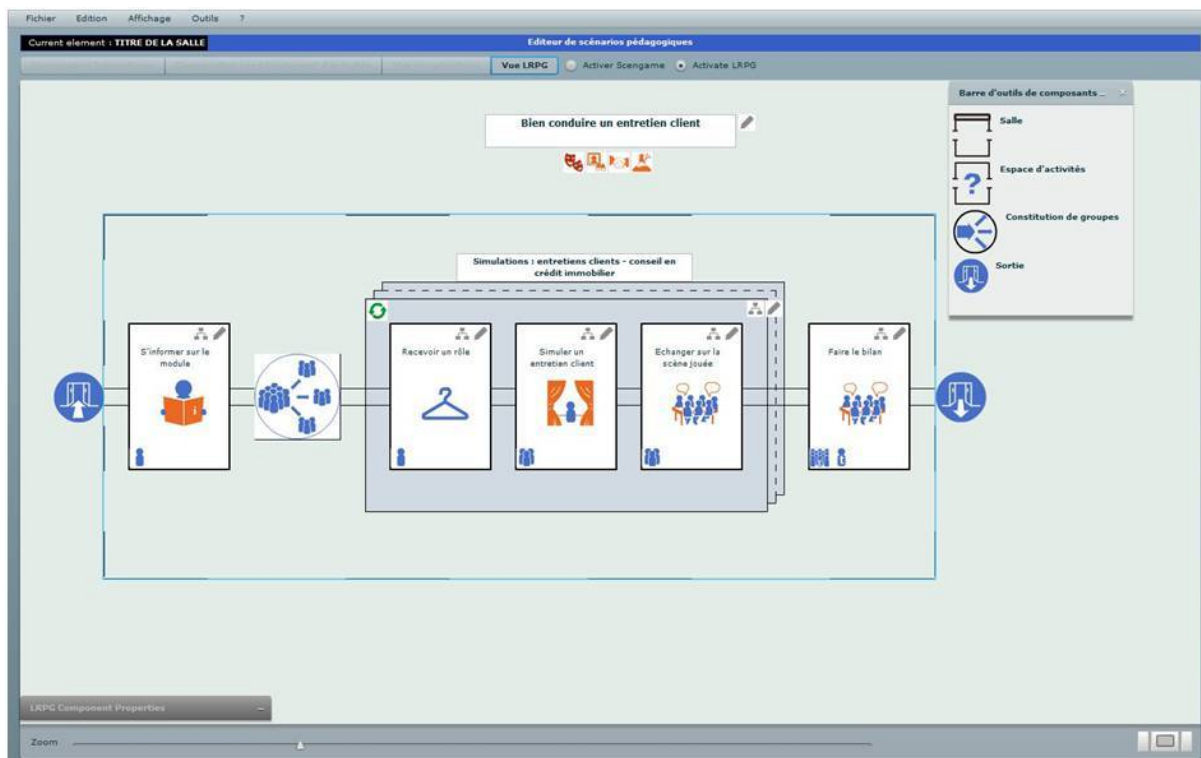 Fichier Edition Affichage Outils ?
Current element : TITRE DE LA SALLE
Editeur de scénarios pédagogiques
Vue LRPG Activer Scengame Activate LRPG
Barre d'outils de composants...
Salle
Espace d'activités
Constitution de groupes
Sortie
Bien conduire un entretien client
Simulations : entretiens clients - conseil en
crédit immobilier
S'informer sur le
module
Recevoir un rôle
Simuler un
entretien client
Echanger sur la
scène jouée
Faire le bilan
LRPG Component Properties
Zoom